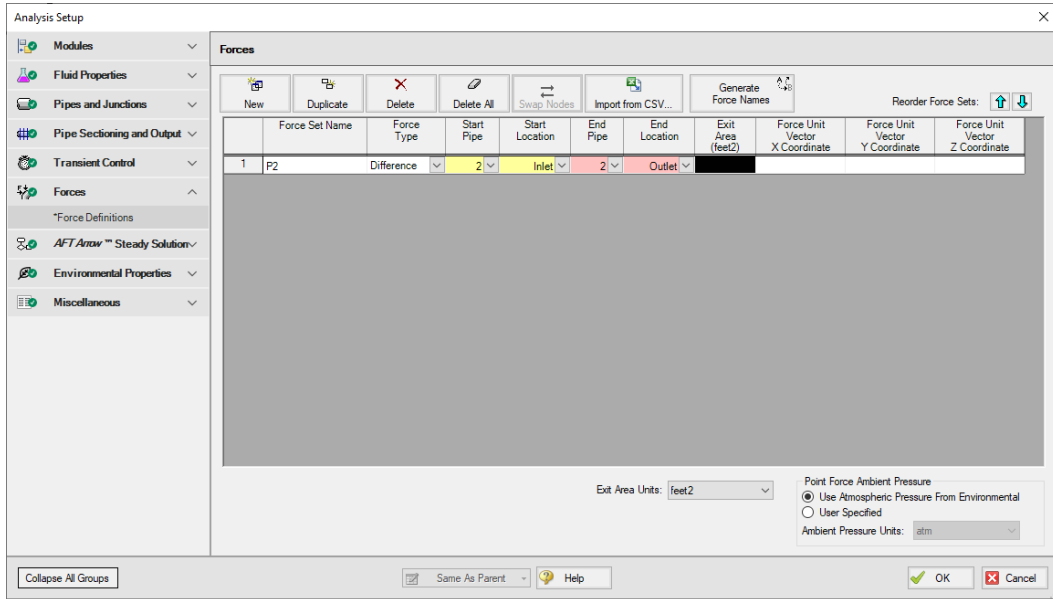 Analysis Setup
Modules
Fluid Properties
Pipes and Junctions
Pipe Sectioning and Output
Transient Control
Forces
*Force Definitions
AFT Arrow ™ Steady Solution
Environmental Properties
Miscellaneous
Forces
New
Duplicate
Delete
Delete All
Swap Nodes
Import from CSV...
Generate
Force Names
A
B
Reorder Force Sets:
Force Set Name
Force
Type
Start
Pipe
Start
Location
End
Pipe
End
Location
Exit
Area
(feet2)
Force Unit
Vector
X Coordinate
Force Unit
Vector
Y Coordinate
Force Unit
Vector
Z Coordinate
1 P2 Difference 2 Inlet 2 Outlet
Exit Area Units: feet2
Point Force Ambient Pressure
Use Atmospheric Pressure From Environmental
User Specified
Ambient Pressure Units: atm
Collapse All Groups
Same As Parent
Help
OK
Cancel